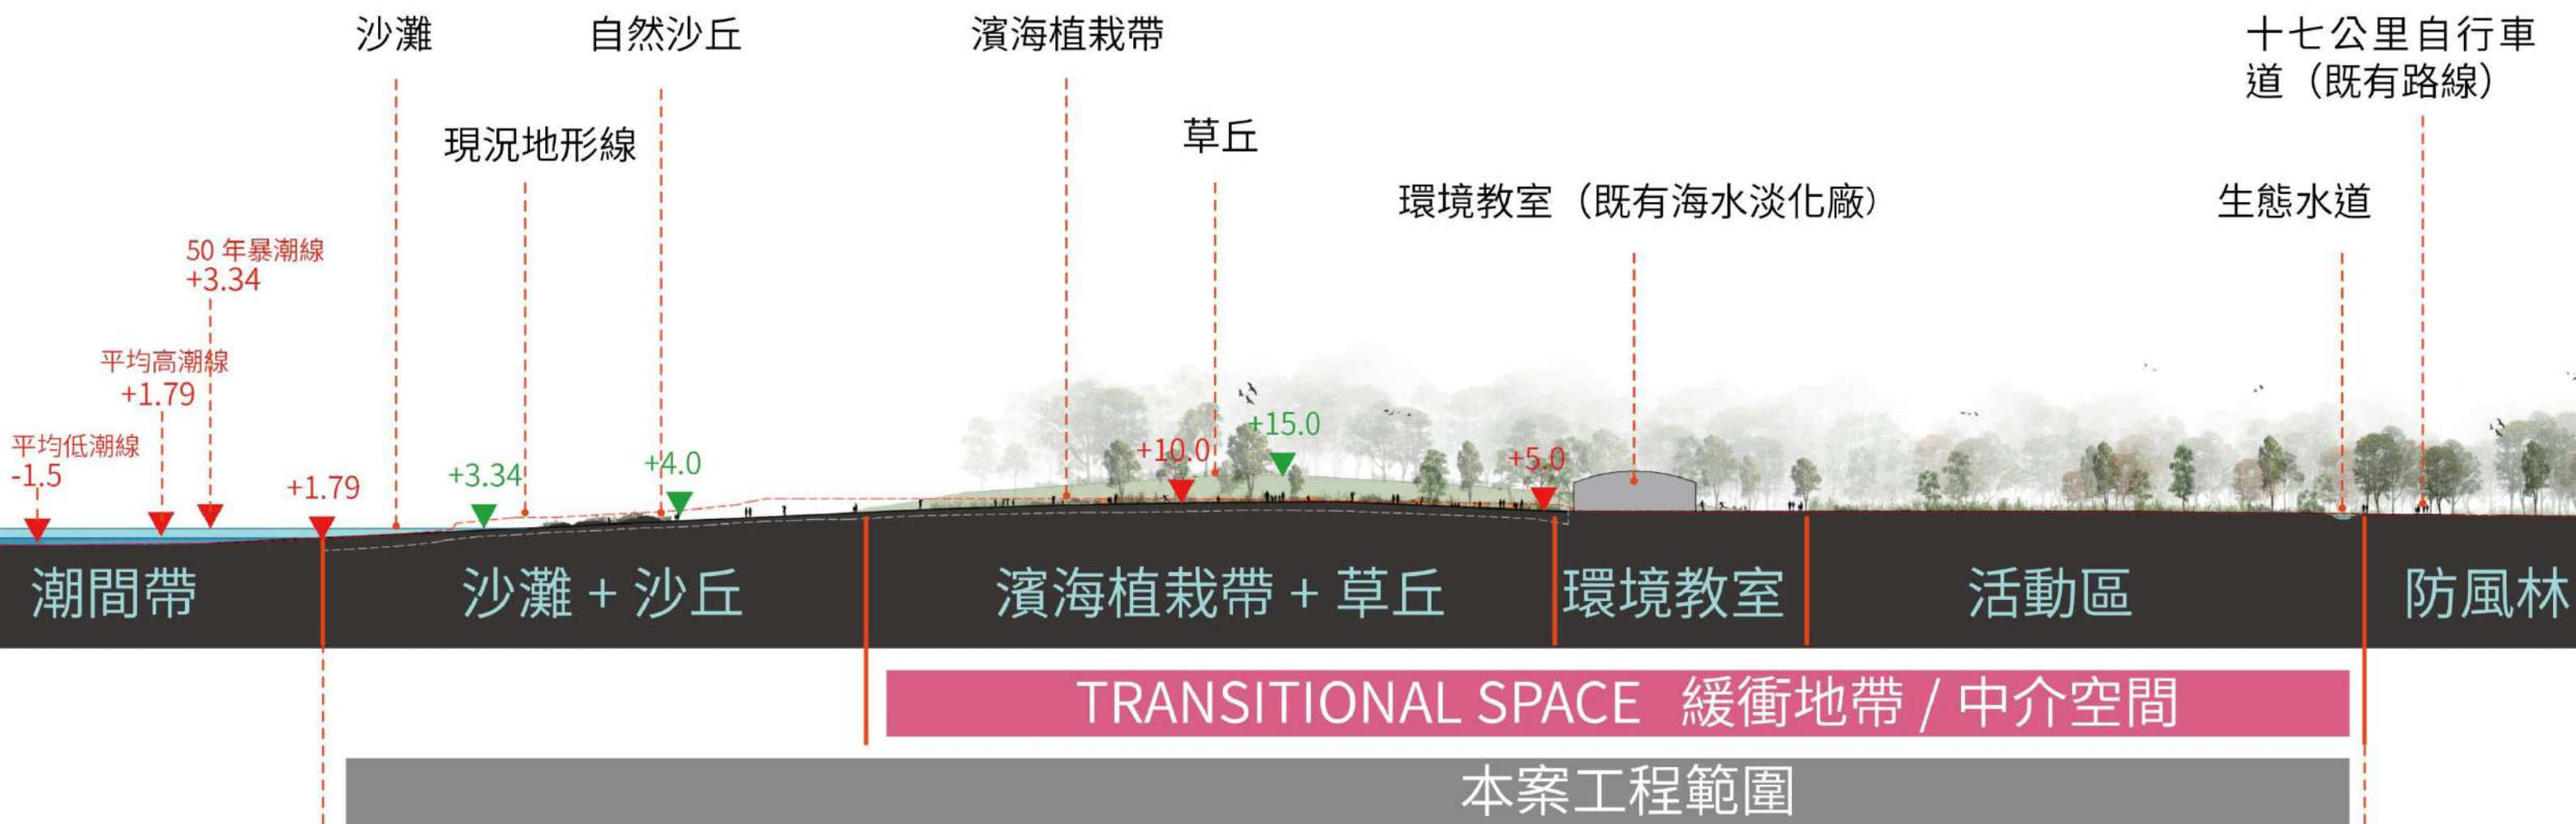 沙灘
自然沙丘
濱海植栽帶
十七公里自行車
道（既有路線）
現況地形線
草丘
環境教室（既有海水淡化廠）
生態水道
50 年暴潮線
+3.34
平均高潮線
+1.79
平均低潮線
-1.5
+1.79
+3.34
+4.0
+10.0
+15.0
+5.0
潮間帶
沙灘 + 沙丘
濱海植栽帶 + 草丘
環境教室
活動區
防風林
TRANSITIONAL SPACE 緩衝地帶 / 中介空間
本案工程範圍